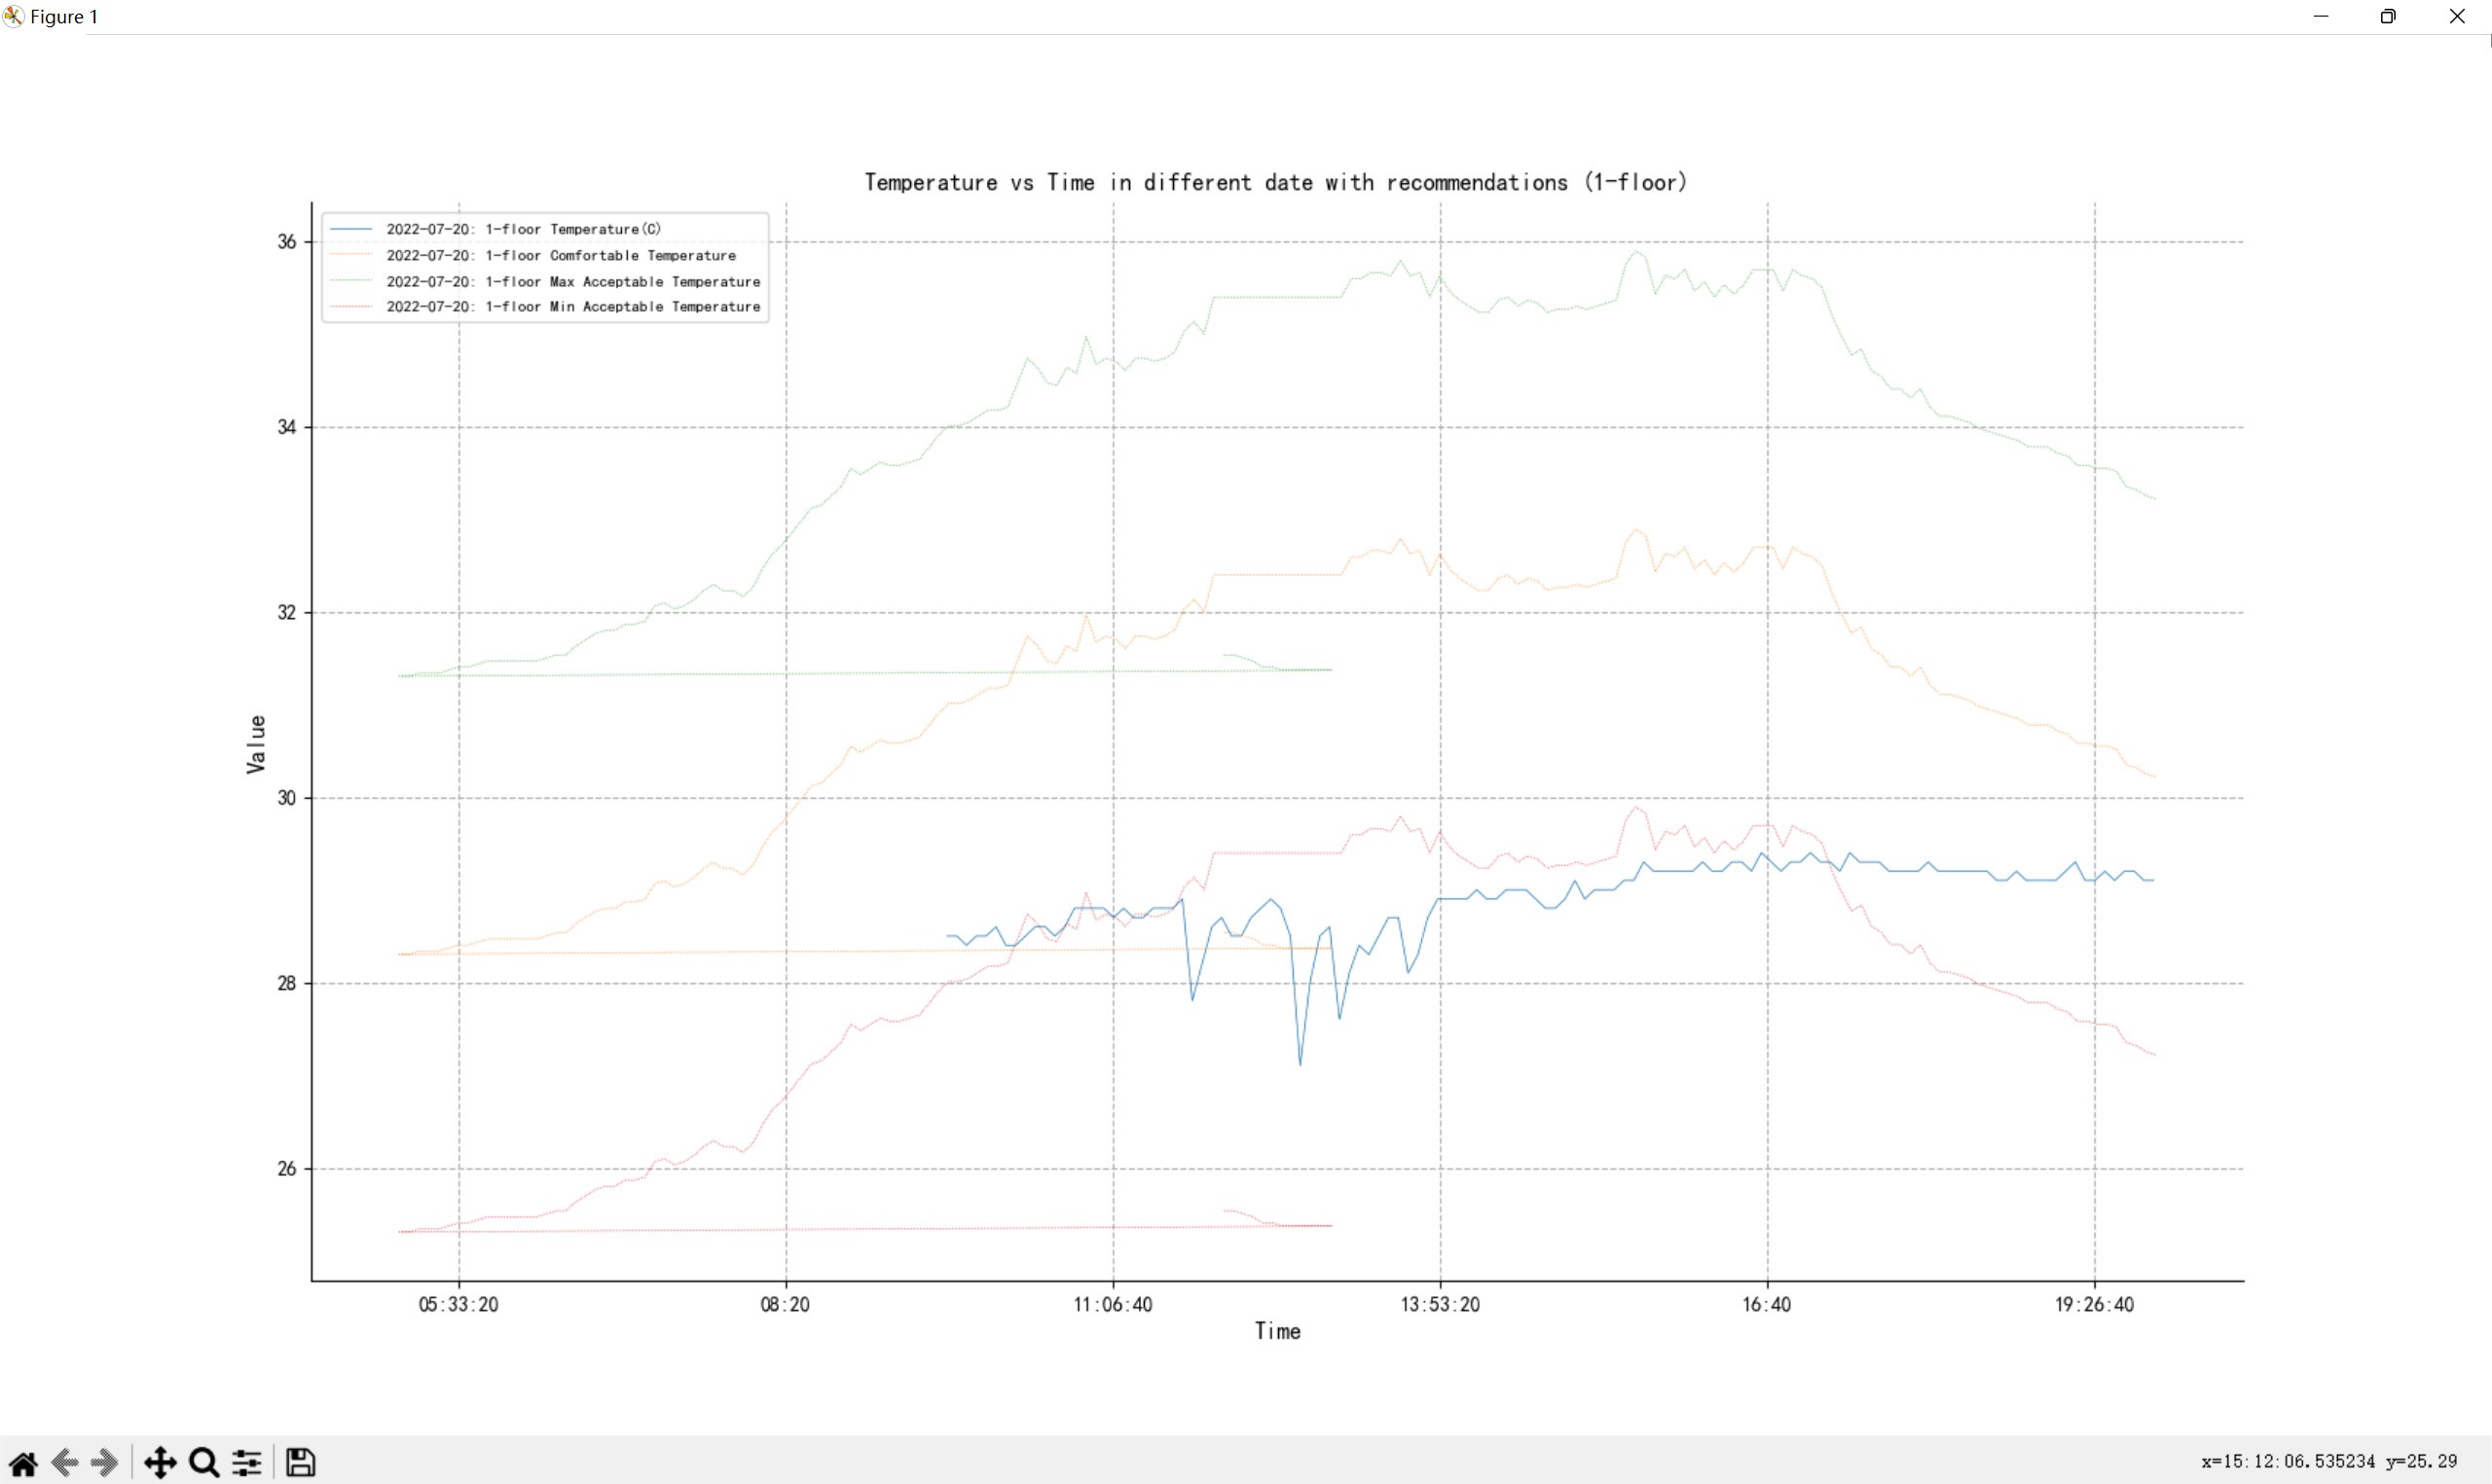 Figure 1
Temperature vs Time in different date with recommendations (1-floor)
2022-07-20: 1-floor Temperature(C)
2022-07-20: 1-floor Comfortable Temperature
2022-07-20: 1-floor Max Acceptable Temperature
2022-07-20: 1-floor Min Acceptable Temperature
36
34
32
30
28
26
Value
05:33:20 08:20 11:06:40 13:53:20 16:40 19:26:40
Time
x=15:12:06.535234 y=25.29